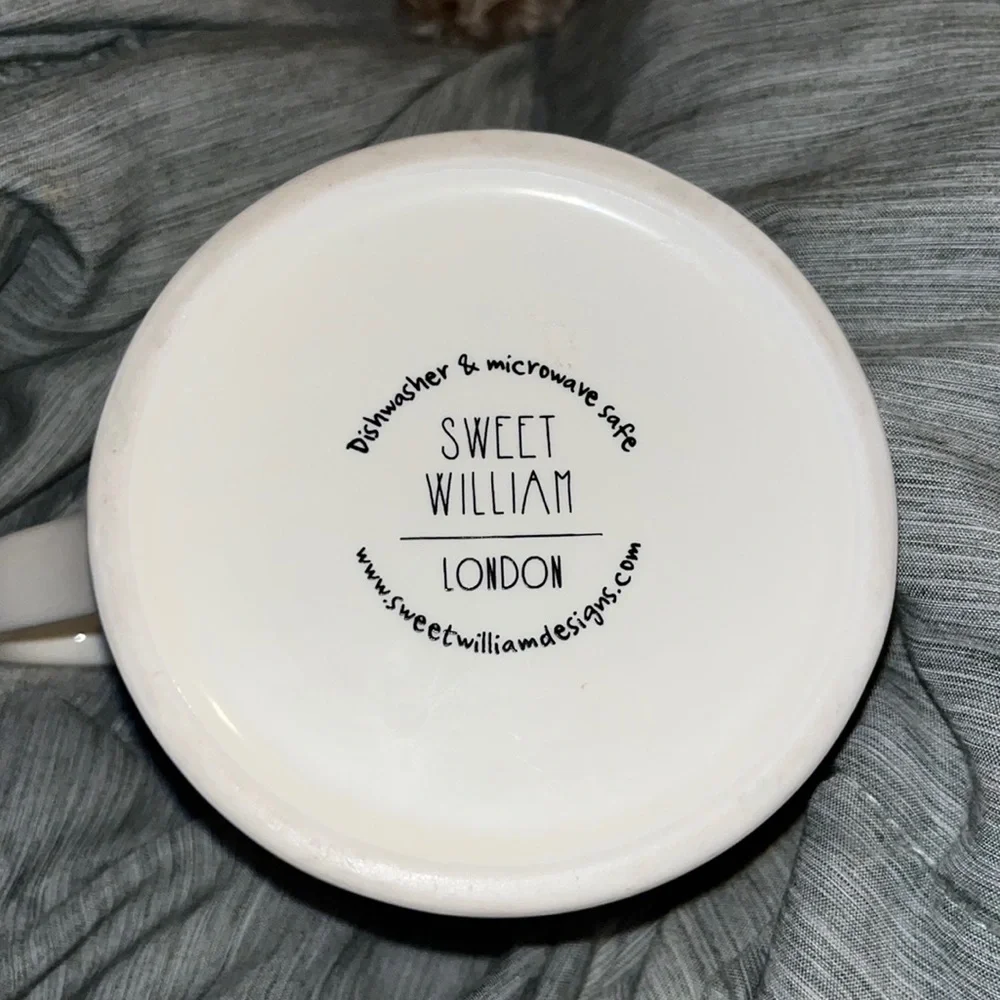 Dishwasher & microwave safe
SWEET
WILLIAM
LONDON
www.sweetwilliamdesigns.com